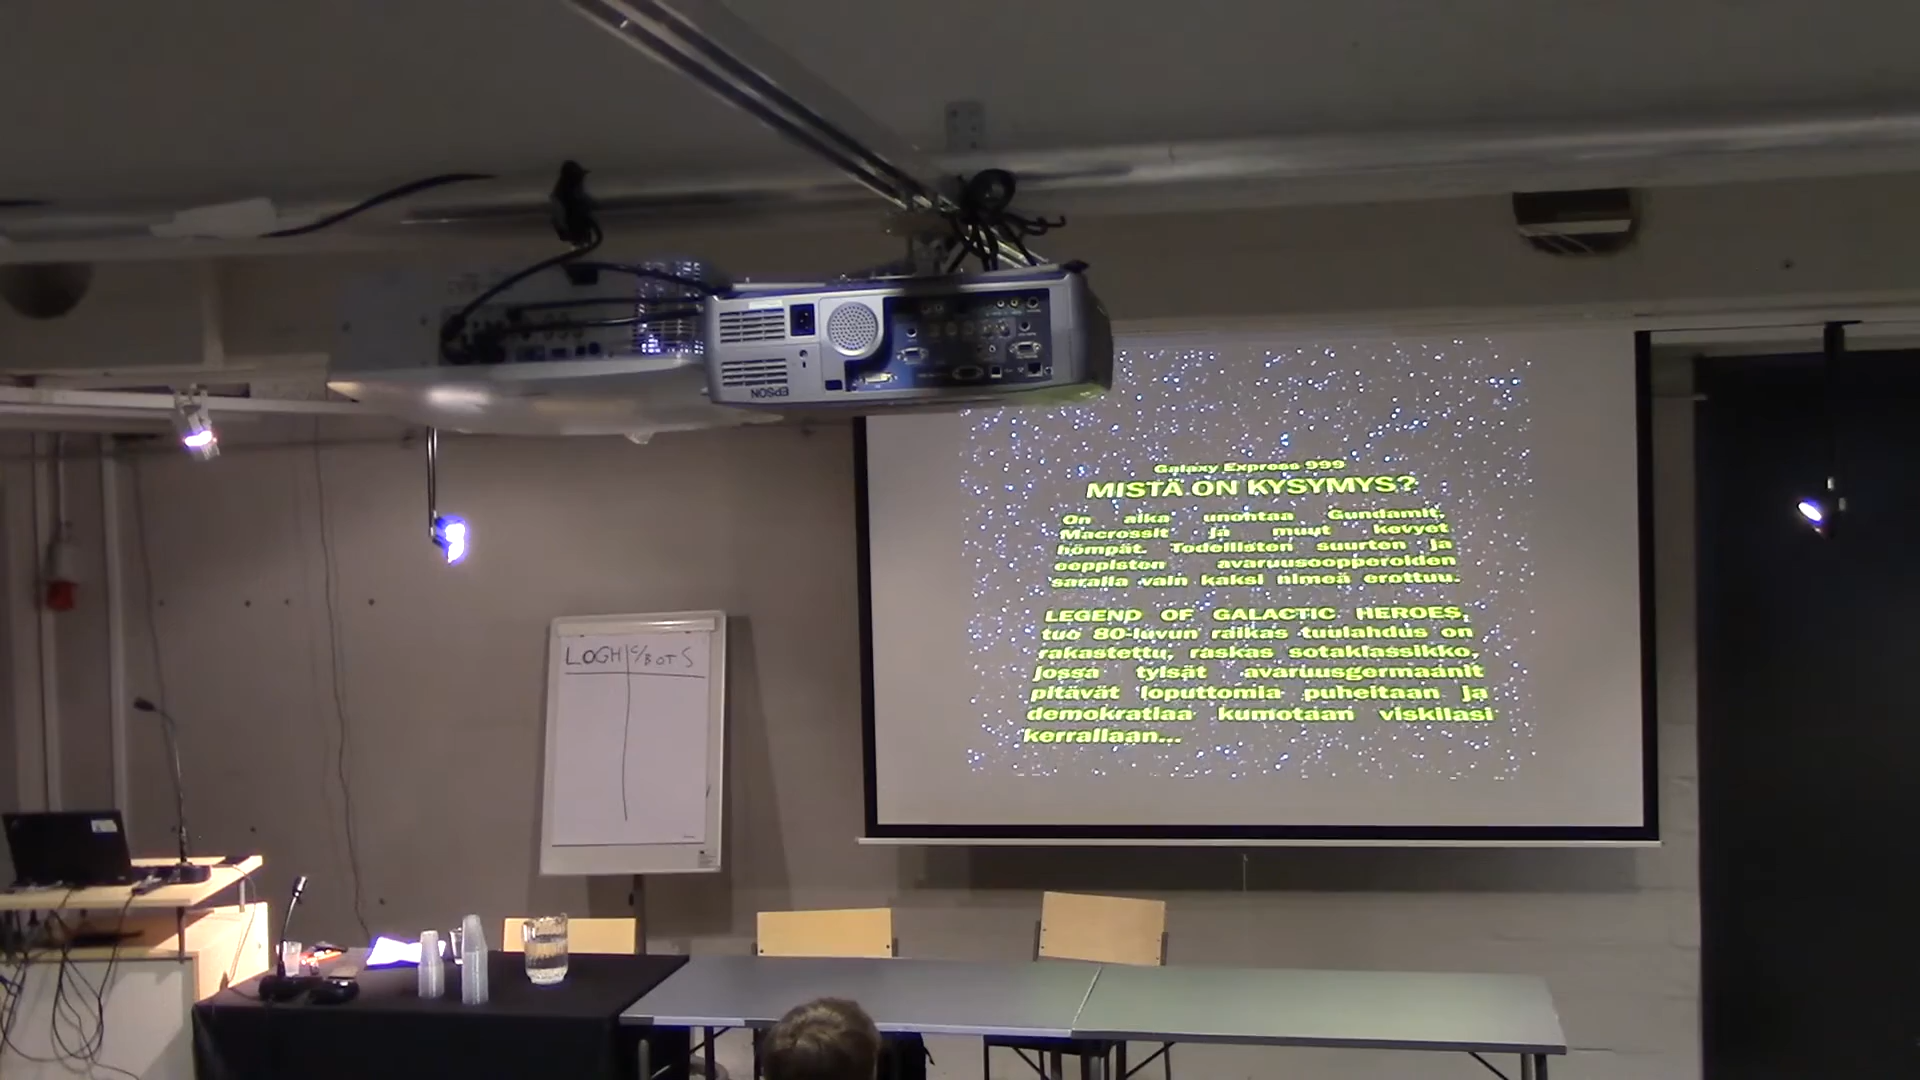 EPSON
Galaxy Express 999
MISTÄ ON KYSYMYS?
On aika unohtaa Gundamit,
Macrossit ja muut kevyet
hömpät. Todellisten suurten ja
eeppisten avaruusoopperoiden
saralla vain kaksi nimeä erottuu.
LEGEND OF GALACTIC HEROES,
tuo 80-luvun raikas tuulahdus on
rakastettu, raskas sotaklassikko,
jossa tylsät avaruusgermaanit
pitävät loputtomia puheitaan ja
demokratiaa kumotaan viskilasi
kerrallaan...
LOGH C/BOTS